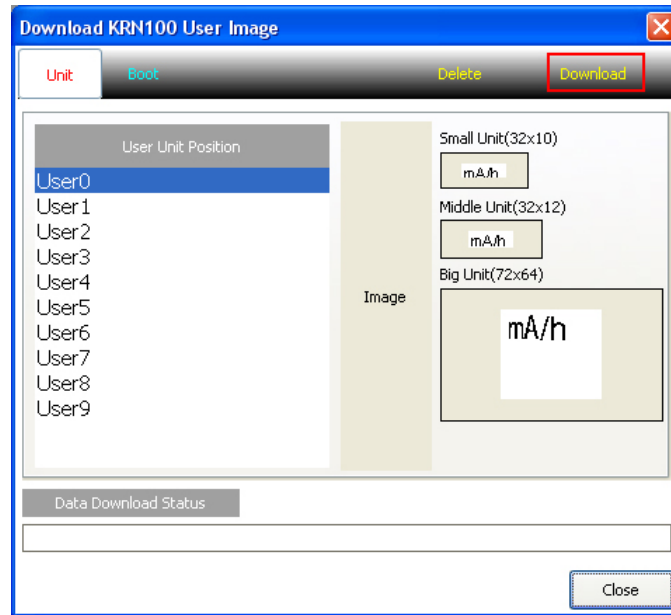 Download KRN100 User Image
Unit Boot Delete Download
User Unit Position
User0
User1
User2
User3
User4
User5
User6
User7
User8
User9
Image
Small Unit(32x10)
mA/h
Middle Unit(32x12)
mA/h
Big Unit(72x64)
mA/h
Data Download Status
Close